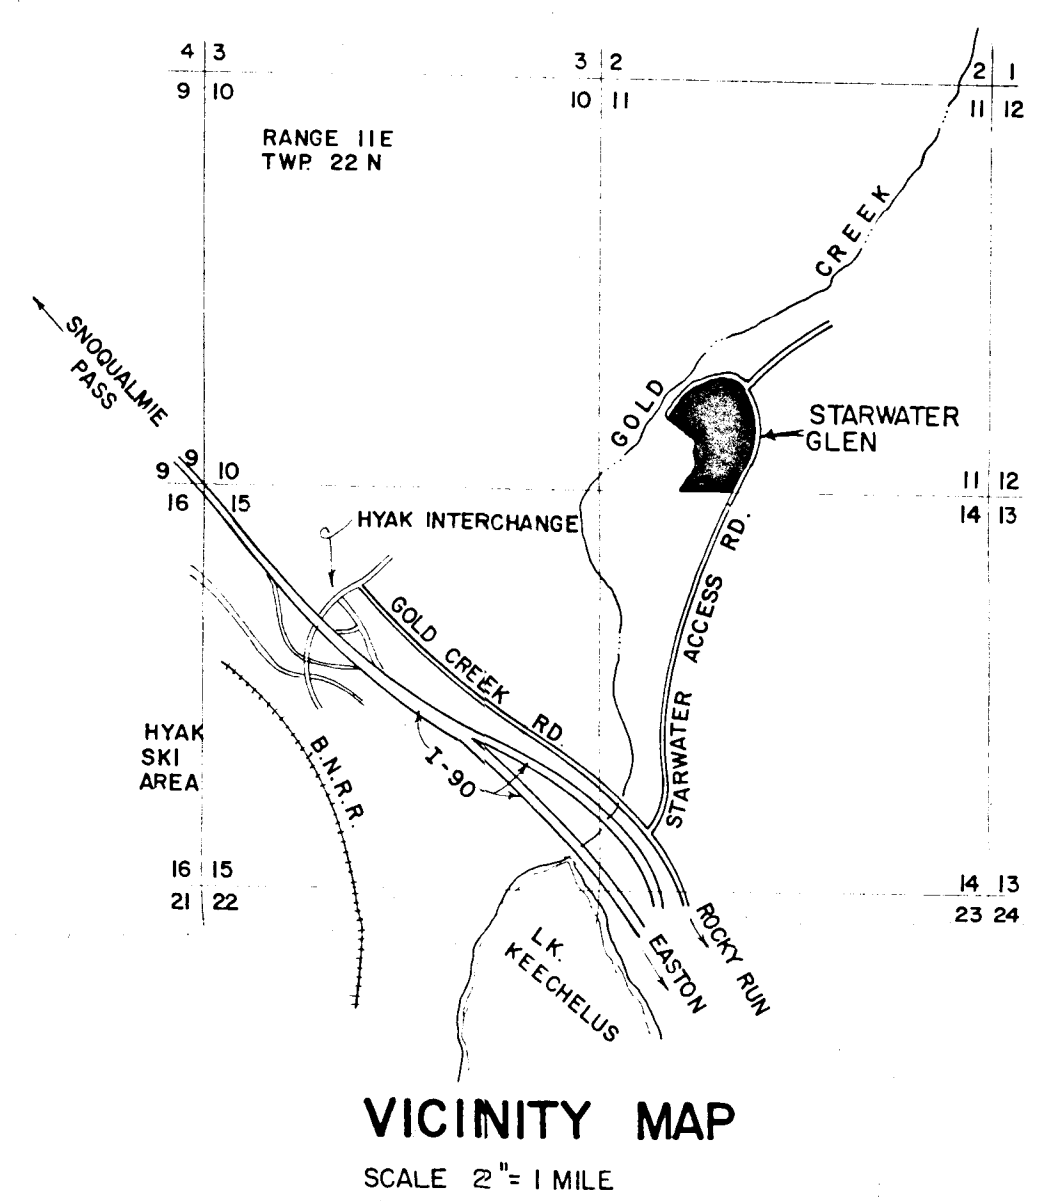 4 3
9 10
3 2
10 11
2 1
11 12
RANGE 11E
TWP. 22 N
GOLD CREEK
SNOQUALMIE
PASS
STARWATER
GLEN
9 9 10
16 15
11 12
14 13
HYAK INTERCHANGE
GOLD CREEK RD.
STARWATER ACCESS RD.
HYAK
SKI
AREA
B.N.R.R.
I-90
16 15
21 22
14 13
23 24
ROCKY RUN
EASTON
LK.
KEECHELUS
VICINITY MAP
SCALE 2"= 1 MILE